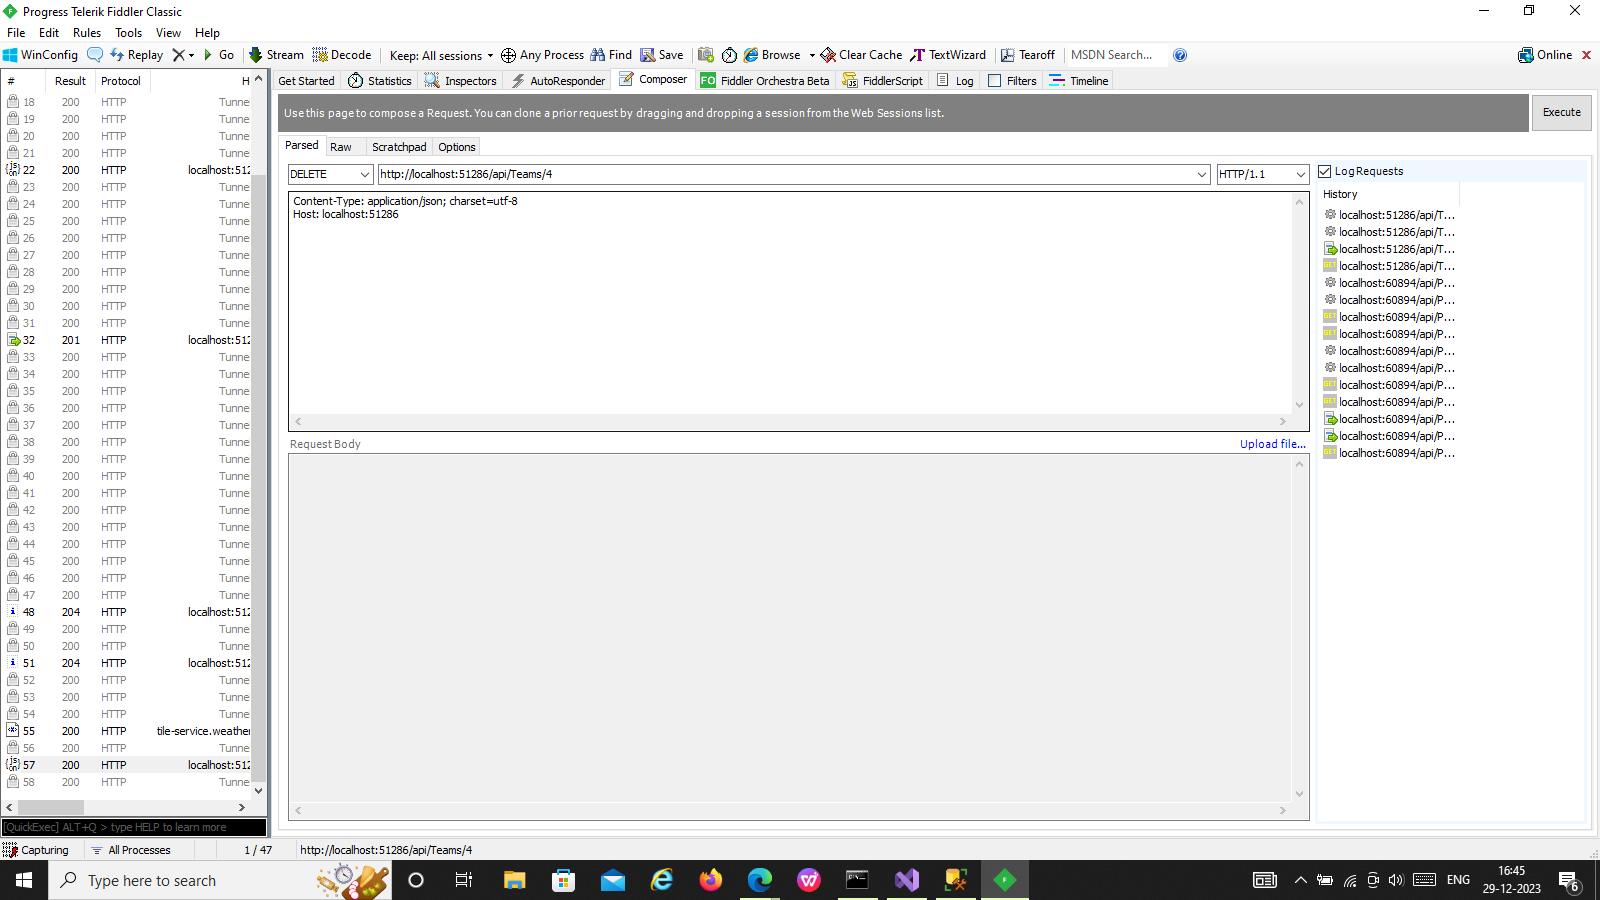 Progress Telerik Fiddler Classic
File Edit Rules Tools View Help
WinConfig Replay Go Stream Decode Keep: All sessions Any Process Find Save Browse Clear Cache TextWizard Tearoff MSDN Search... Online
# Result Protocol H
Get Started Statistics Inspectors AutoResponder Composer FO Fiddler Orchestra Beta FiddlerScript Log Filters Timeline
Use this page to compose a Request. You can clone a prior request by dragging and dropping a session from the Web Sessions list.
Execute
Parsed Raw Scratchpad Options
DELETE http://localhost:51286/api/Teams/4 HTTP/1.1
Content-Type: application/json; charset=utf-8
Host: localhost:51286
Request Body Upload file...
Log Requests
History
localhost:51286/api/T...
localhost:51286/api/T...
localhost:51286/api/T...
localhost:51286/api/T...
localhost:60894/api/P...
localhost:60894/api/P...
localhost:60894/api/P...
localhost:60894/api/P...
localhost:60894/api/P...
localhost:60894/api/P...
localhost:60894/api/P...
localhost:60894/api/P...
localhost:60894/api/P...
localhost:60894/api/P...
localhost:60894/api/P...
18 200 HTTP Tunne
19 200 HTTP Tunne
20 200 HTTP Tunne
21 200 HTTP Tunne
22 200 HTTP localhost:512
23 200 HTTP Tunne
24 200 HTTP Tunne
25 200 HTTP Tunne
26 200 HTTP Tunne
27 200 HTTP Tunne
28 200 HTTP Tunne
29 200 HTTP Tunne
30 200 HTTP Tunne
31 200 HTTP Tunne
32 201 HTTP localhost:512
33 200 HTTP Tunne
34 200 HTTP Tunne
35 200 HTTP Tunne
36 200 HTTP Tunne
37 200 HTTP Tunne
38 200 HTTP Tunne
39 200 HTTP Tunne
40 200 HTTP Tunne
41 200 HTTP Tunne
42 200 HTTP Tunne
43 200 HTTP Tunne
44 200 HTTP Tunne
45 200 HTTP Tunne
46 200 HTTP Tunne
47 200 HTTP Tunne
48 204 HTTP localhost:512
49 200 HTTP Tunne
50 200 HTTP Tunne
51 204 HTTP localhost:512
52 200 HTTP Tunne
53 200 HTTP Tunne
54 200 HTTP Tunne
55 200 HTTP tile-service.weather
56 200 HTTP Tunne
57 200 HTTP localhost:512
58 200 HTTP Tunne
[QuickExec] ALT+Q > type HELP to learn more
Capturing All Processes 1 / 47 http://localhost:51286/api/Teams/4
Type here to search
ENG
16:45
29-12-2023
6